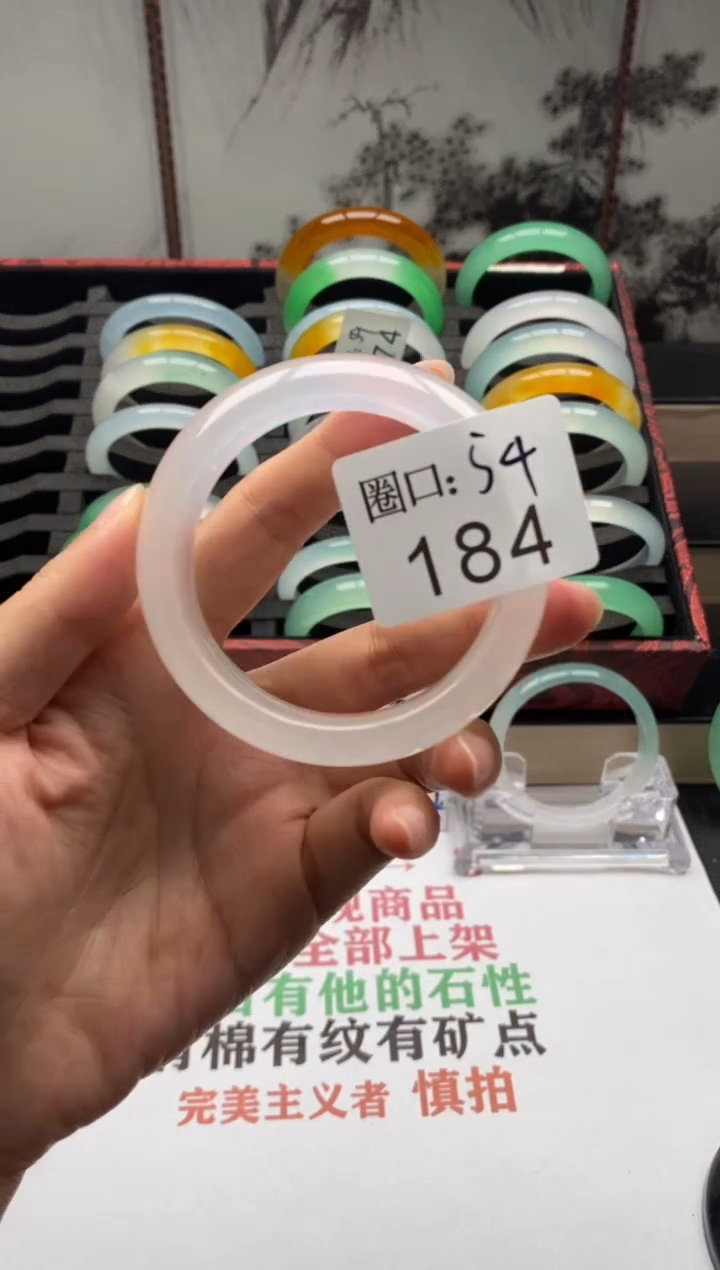 圈口: 54
184
现商品
全部上架
有他的石性
棉有纹有矿点
完美主义者 慎拍